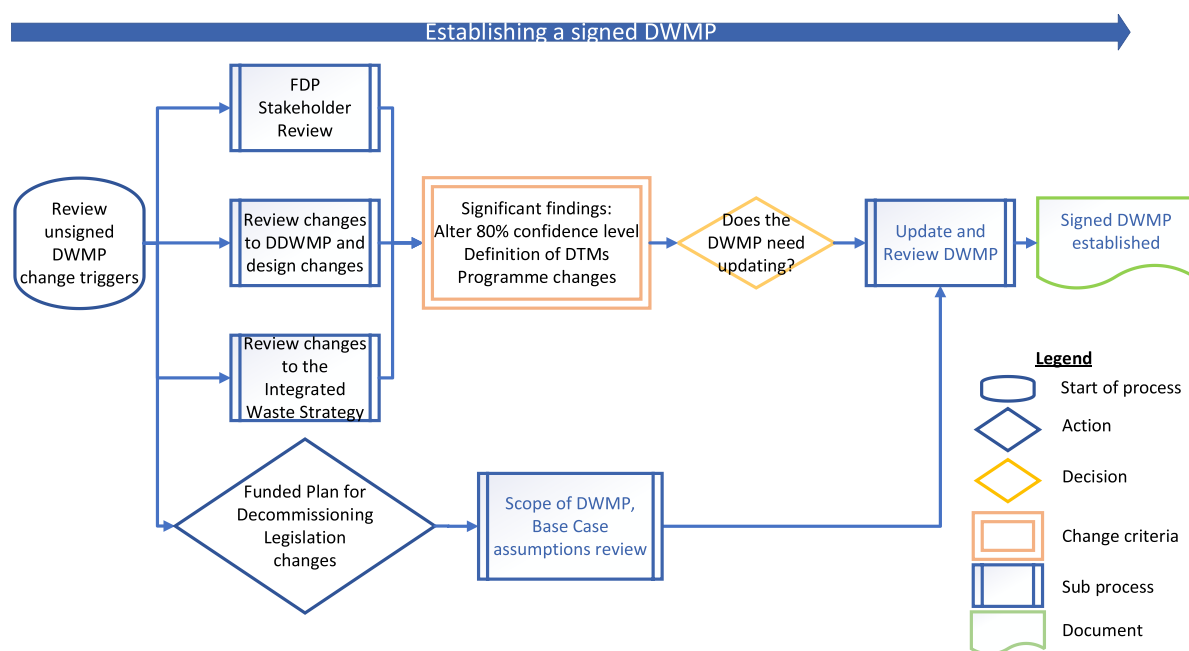 Establishing a signed DWMP
FDP
Stakeholder
Review
Review
unsigned
DWMP
change triggers
Review changes
to DDWMP and
design changes
Review changes
to the
Integrated
Waste Strategy
Significant findings:
Alter 80% confidence level
Definition of DTMs
Programme changes
Does the
DWMP need
updating?
Update and
Review DWMP
Signed DWMP
established
Funded Plan for
Decommissioning
Legislation
changes
Scope of DWMP,
Base Case
assumptions review
Legend
Start of process
Action
Decision
Change criteria
Sub process
Document